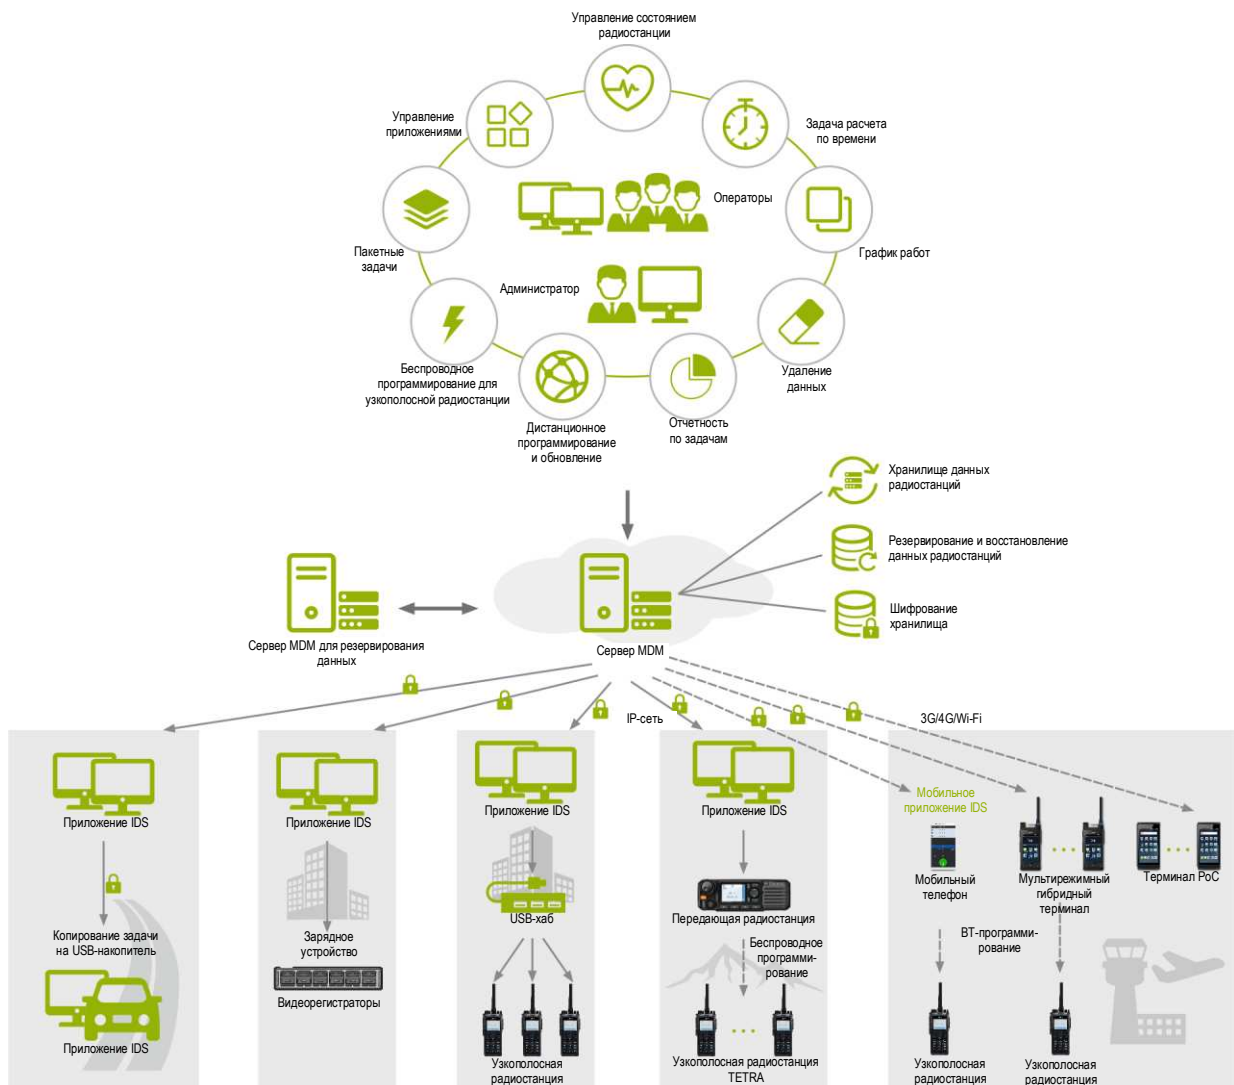 Управление состоянием
радиостанции
Управление
приложениями
Задача расчета
по времени
Операторы
Пакетные
задачи
График работ
Администратор
Беспроводное
программирование для
узкополосной радиостанции
Удаление
данных
Дистанционное
программирование
и обновление
Отчетность
по задачам
Хранилище данных
радиостанций
Резервирование и восстановление
данных радиостанций
Шифрование
хранилища
Сервер MDM для резервирования
данных
Сервер MDM
IP-сеть
3G/4G/Wi-Fi
Приложение IDS
Копирование задачи
на USB-накопитель
Приложение IDS
Приложение IDS
Зарядное
устройство
Видеорегистраторы
Приложение IDS
USB-хаб
Узкополосная
радиостанция
Приложение IDS
Передающая радиостанция
Беспроводное
программи-
рование
Узкополосная радиостанция
TETRA
Мобильное
приложение IDS
Мобильный
телефон
Мультирежимный
гибридный
терминал
Терминал PoC
BT-программи-
рование
Узкополосная
радиостанция
Узкополосная
радиостанция